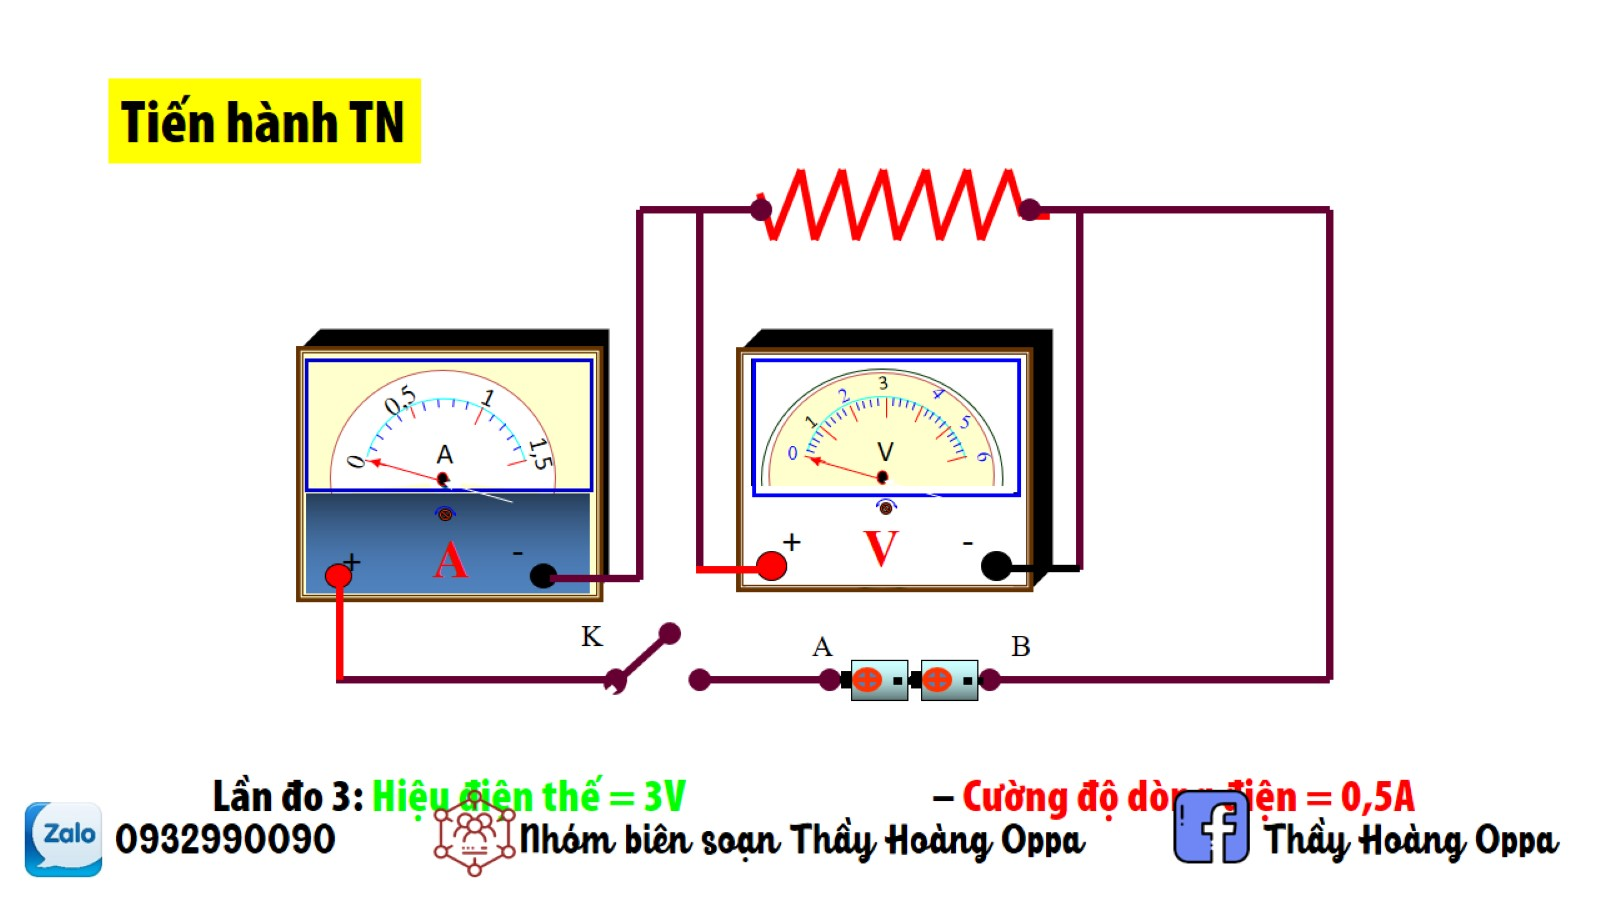 Tiến hành TN
0
0,5
1
1,5
A
+
A
-
0
1
2
3
4
5
6
V
+
V
-
K
A
B
Lần đo 3: Hiệu điện thế = 3V
– Cường độ dòng điện = 0,5A
Zalo
0932990090
Nhóm biên soạn Thầy Hoàng Oppa
Thầy Hoàng Oppa